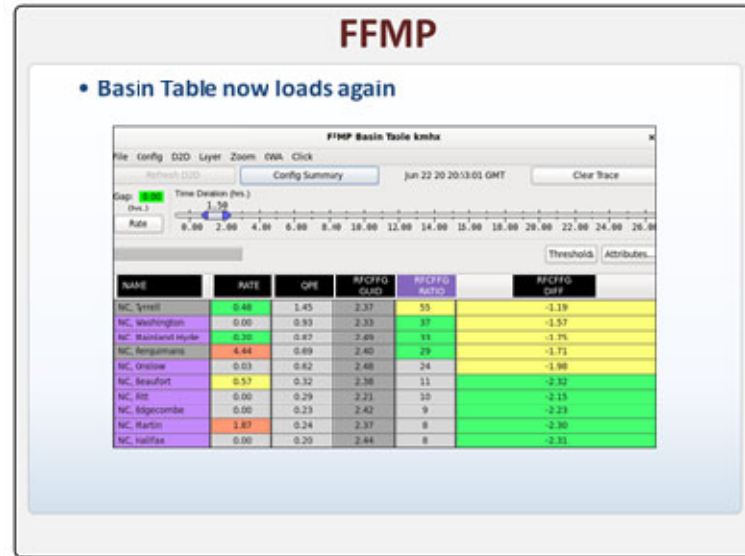 FFMP
• Basin Table now loads again
FFMP Basin Table kmhx
File Config D2D Layer Zoom CWA Click
Refresh D2D Config Summary Jun 22 20 20:53:01 GMT Clear Trace
Gap: 0.00 Time Duration (hrs.)
(hrs.) 1.50
Rate 0.00 2.00 4.00 6.00 8.00 10.00 12.00 14.00 16.00 18.00 20.00 22.00 24.00 26.0
Thresholds Attributes...
NAME RATE QPE RFCFFG GUID RFCFFG RATIO RFCFFG DIFF
NC, Tyrrell 0.48 1.45 2.37 55 -1.19
NC, Washington 0.00 0.93 2.33 37 -1.57
NC, Mainland Hyde 0.20 0.87 2.69 33 -1.75
NC, Perquimans 4.44 0.69 2.40 29 -1.71
NC, Onslow 0.03 0.62 2.48 24 -1.98
NC, Beaufort 0.57 0.32 2.38 11 -2.32
NC, Pitt 0.00 0.29 2.21 10 -2.15
NC, Edgecombe 0.00 0.23 2.42 9 -2.23
NC, Martin 1.87 0.24 2.37 8 -2.30
NC, Halifax 0.00 0.20 2.44 8 -2.31